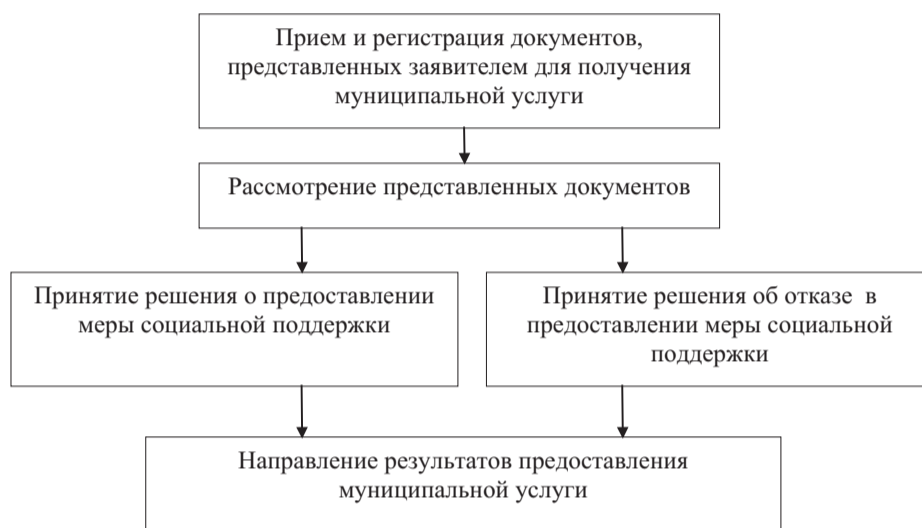 Прием и регистрация документов,
представленных заявителем для получения
муниципальной услуги
Рассмотрение представленных документов
Принятие решения о предоставлении
меры социальной поддержки
Принятие решения об отказе в
предоставлении меры социальной
поддержки
Направление результатов предоставления
муниципальной услуги